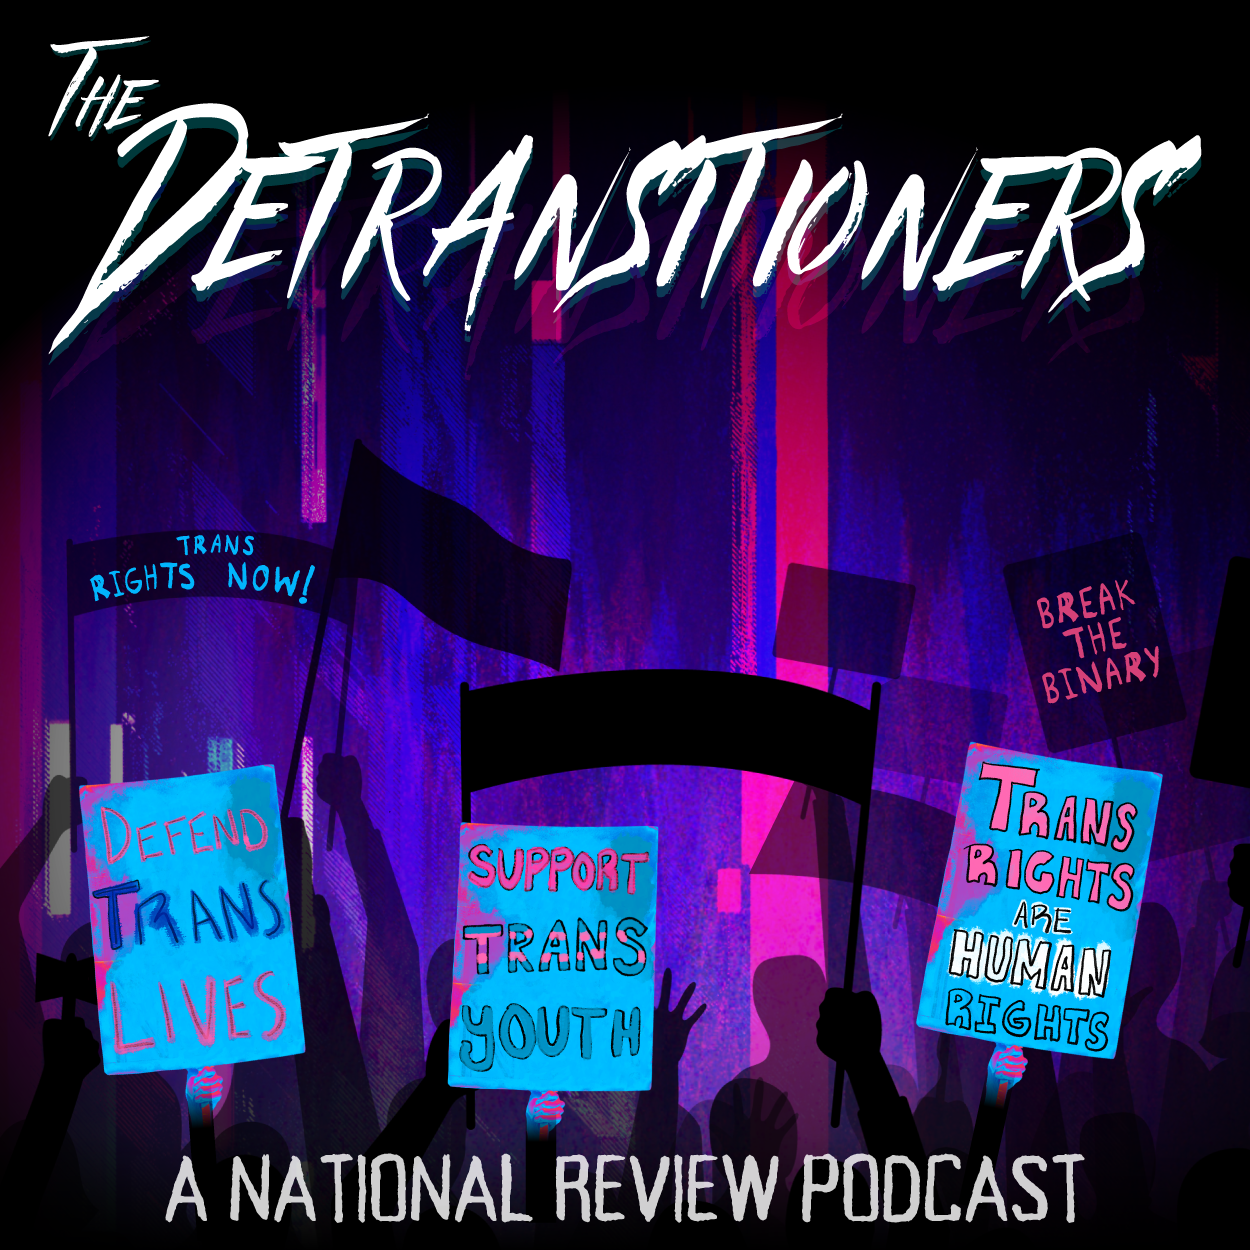 THE
DETRANSITIONERS
TRANS
RIGHTS NOW!
BREAK
THE
BINARY
DEFEND
TRANS
LIVES
SUPPORT
TRANS
YOUTH
TRANS
RIGHTS
ARE
HUMAN
RIGHTS
A NATIONAL REVIEW PODCAST